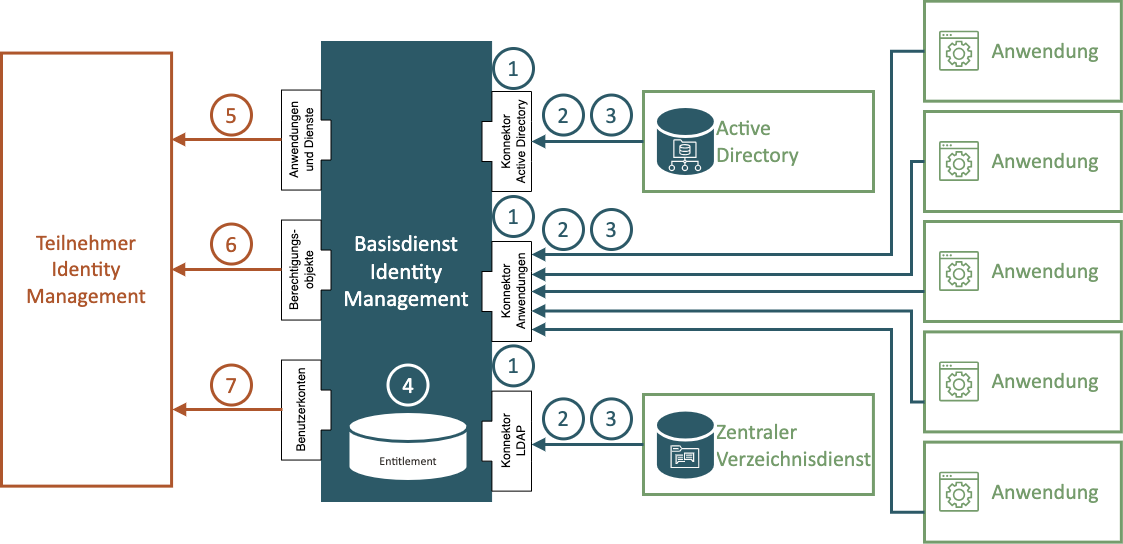 Teilnehmer
Identity
Management
5
6
7
Anwendungen
und Dienste
Berechtigungs-
objekte
Benutzerkonten
Basisdienst
Identity
Management
4
Entitlement
1
Konnektor
Active Directory
2 3
Active
Directory
1
Konnektor
Anwendungen
2 3
1
Konnektor
LDAP
2 3
Zentraler
Verzeichnisdienst
Anwendung
Anwendung
Anwendung
Anwendung
Anwendung